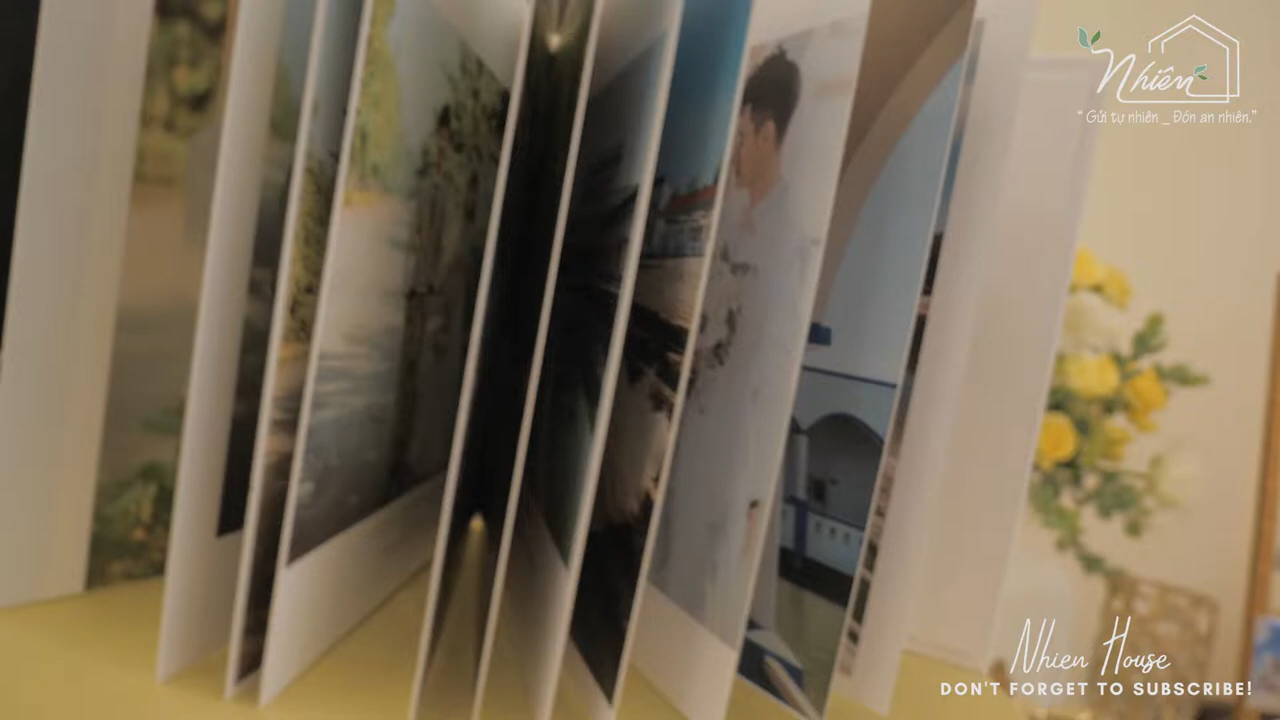 Nhiên
“ Gửi tự nhiên _ Đón an nhiên.”
Nhien House
DON'T FORGET TO SUBSCRIBE!